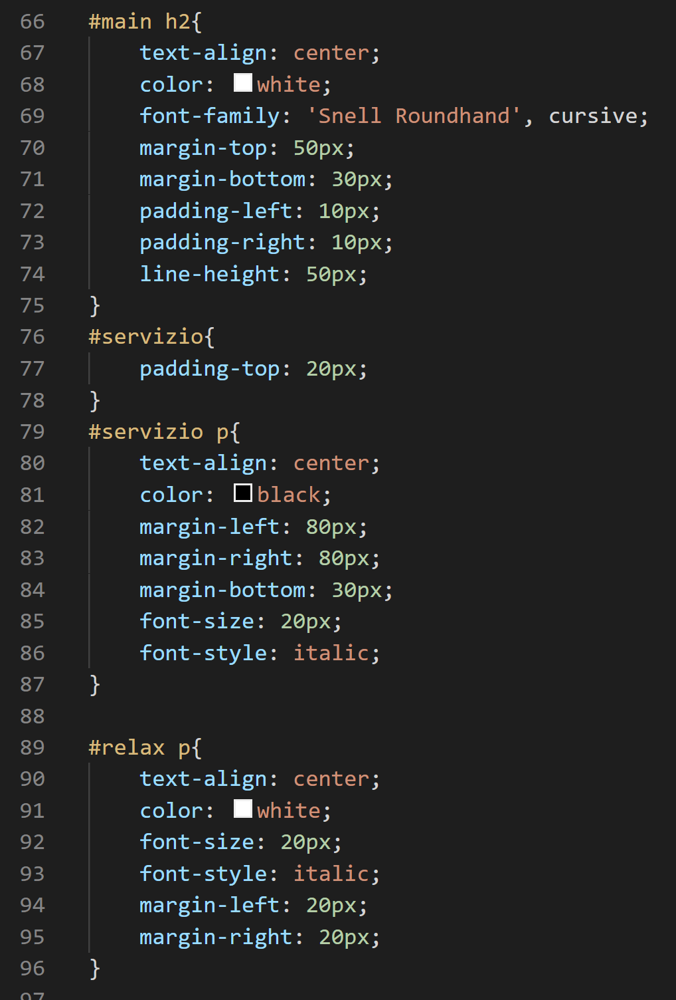 66 #main h2{
67 text-align: center;
68 color: white;
69 font-family: 'Snell Roundhand', cursive;
70 margin-top: 50px;
71 margin-bottom: 30px;
72 padding-left: 10px;
73 padding-right: 10px;
74 line-height: 50px;
75 }
76 #servizio{
77 padding-top: 20px;
78 }
79 #servizio p{
80 text-align: center;
81 color: black;
82 margin-left: 80px;
83 margin-right: 80px;
84 margin-bottom: 30px;
85 font-size: 20px;
86 font-style: italic;
87 }
88
89 #relax p{
90 text-align: center;
91 color: white;
92 font-size: 20px;
93 font-style: italic;
94 margin-left: 20px;
95 margin-right: 20px;
96 }
97